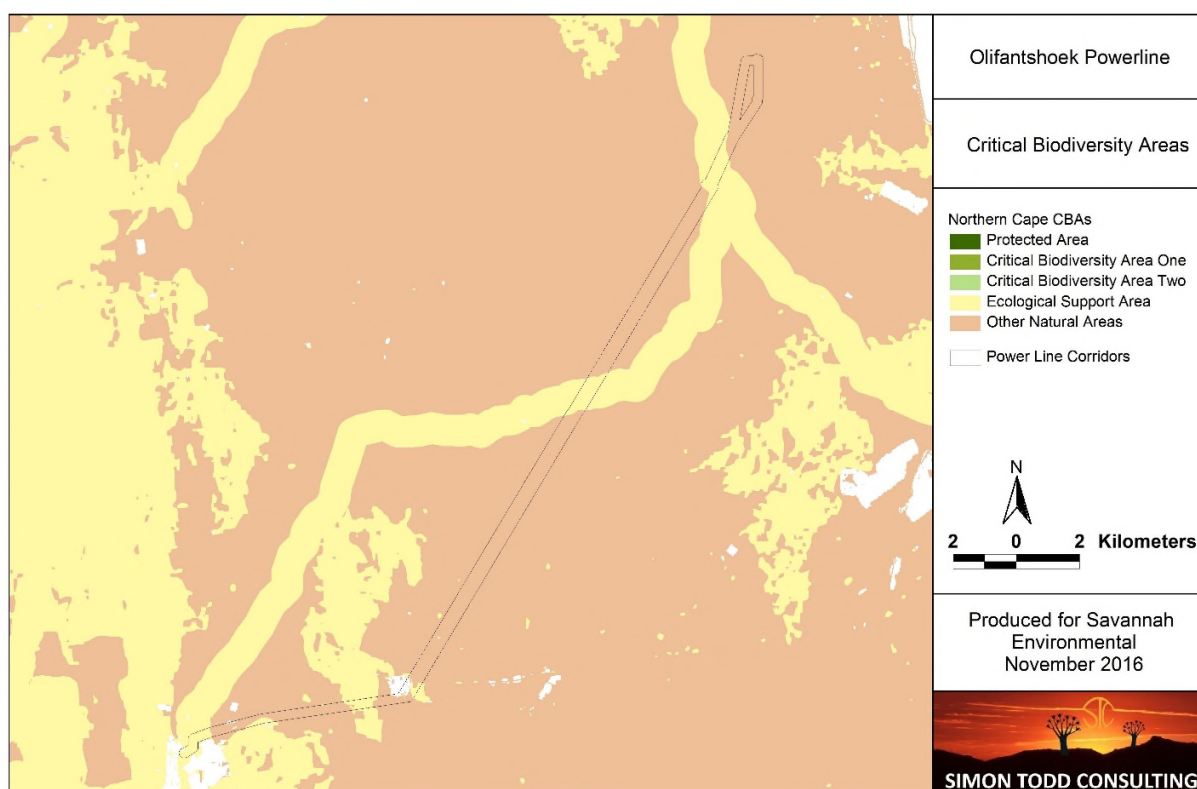 Olifantshoek Powerline
Critical Biodiversity Areas
Northern Cape CBAs
Protected Area
Critical Biodiversity Area One
Critical Biodiversity Area Two
Ecological Support Area
Other Natural Areas
Power Line Corridors
N
2 0 2 Kilometers
Produced for Savannah
Environmental
November 2016
STC
SIMON TODD CONSULTING